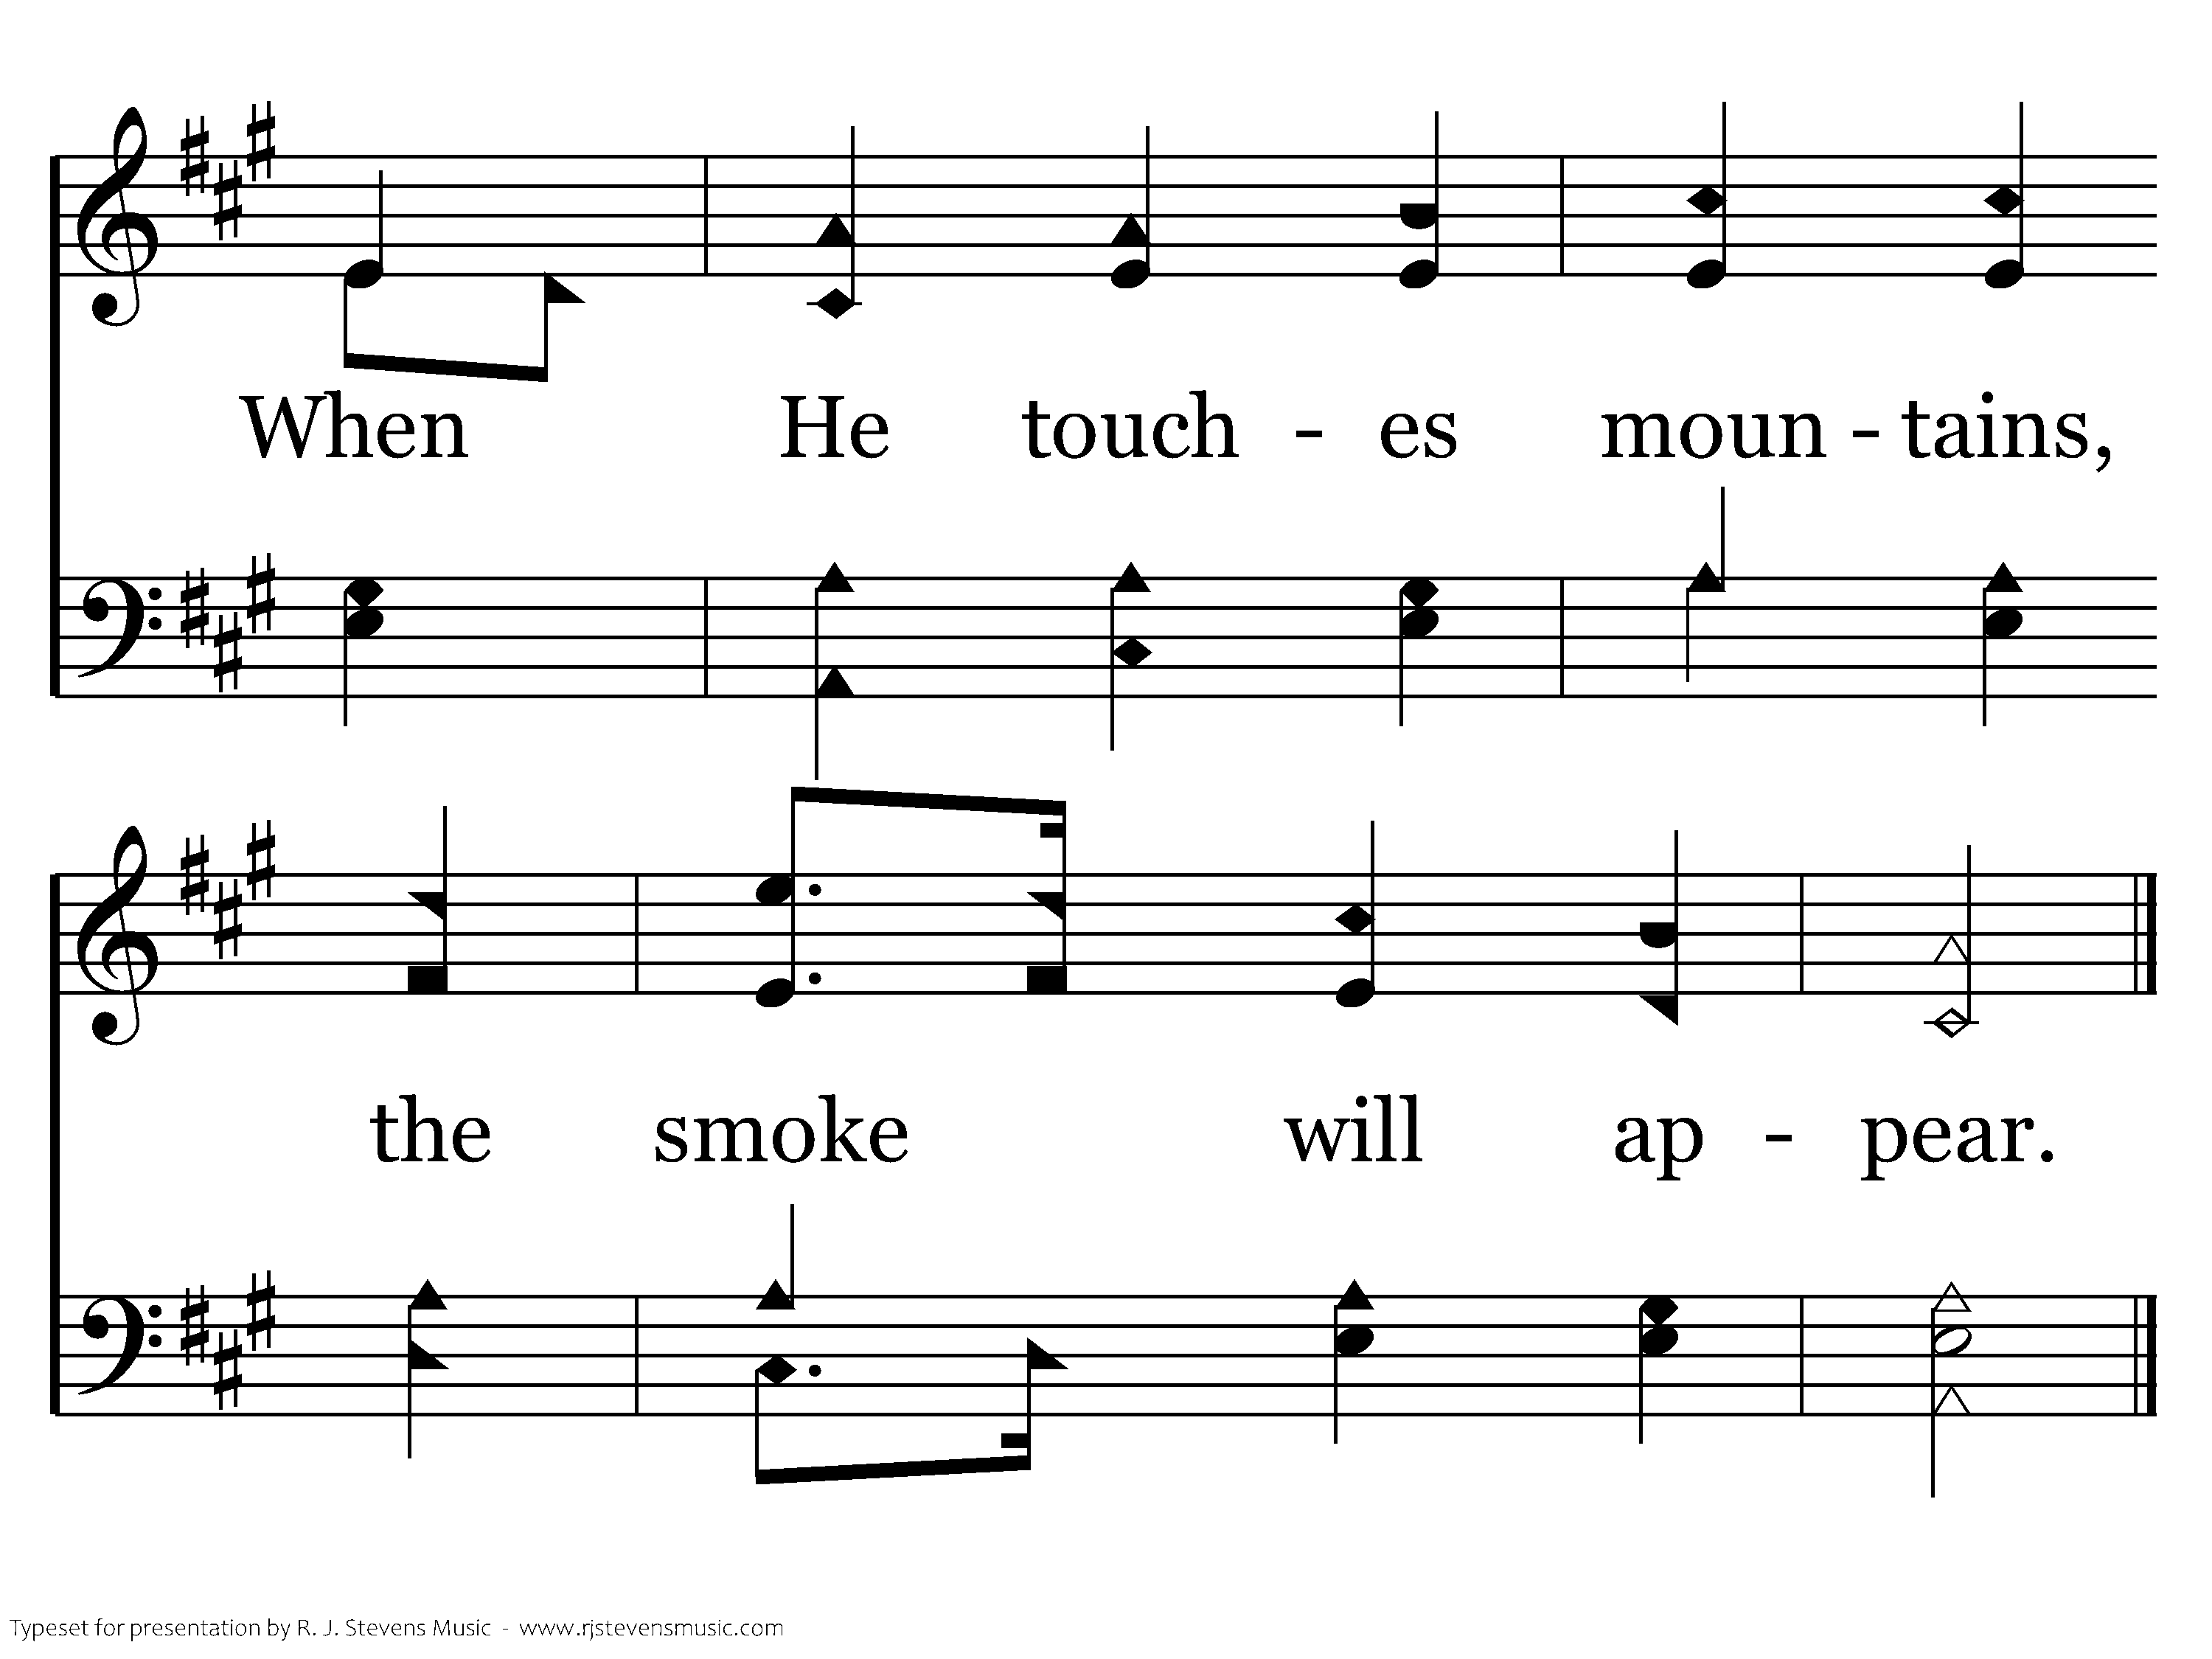 When He touch - es moun - tains,
the smoke will ap - pear.
Typeset for presentation by R. J. Stevens Music - www.rjstevensmusic.com